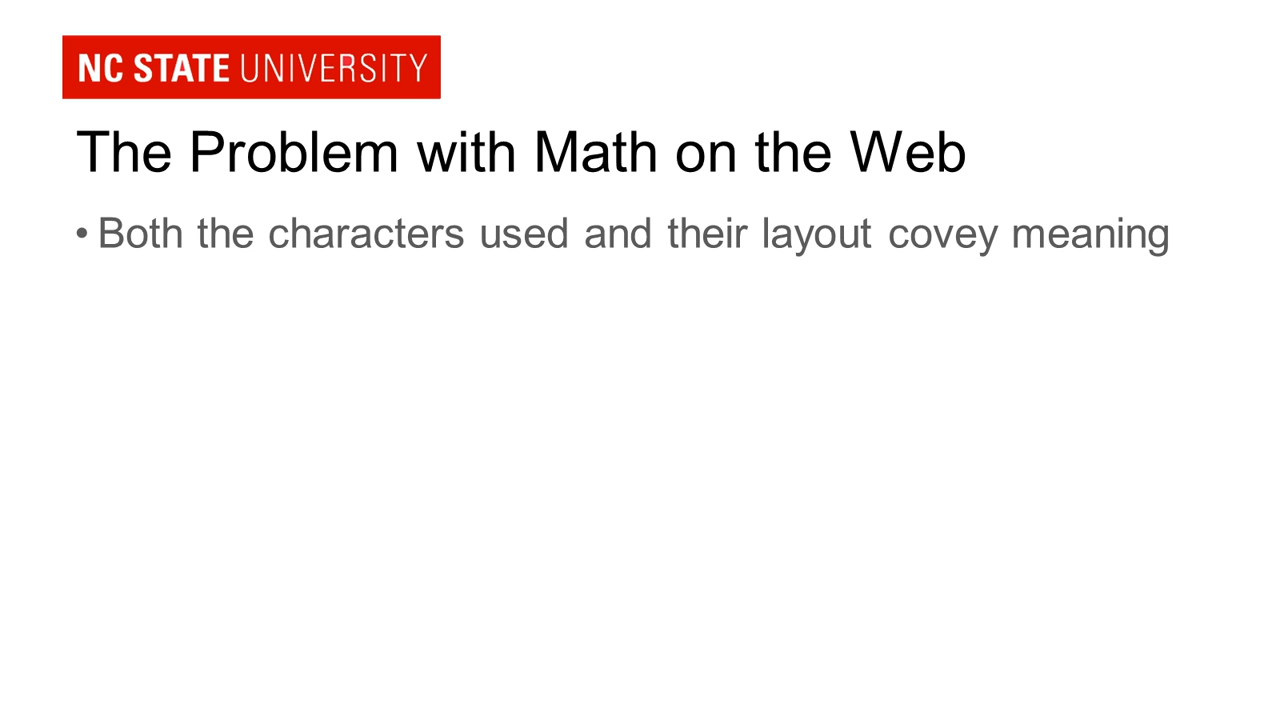 NC STATE UNIVERSITY
The Problem with Math on the Web
• Both the characters used and their layout covey meaning